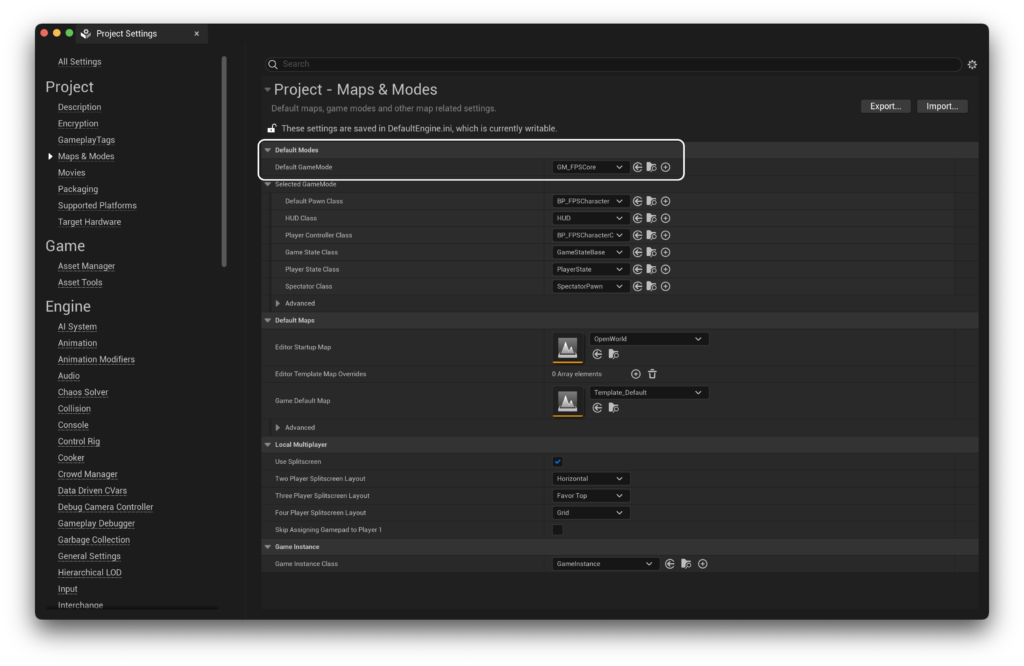 Project Settings
All Settings
Project
Description
Encryption
GameplayTags
Maps & Modes
Movies
Packaging
Supported Platforms
Target Hardware
Game
Asset Manager
Asset Tools
Engine
AI System
Animation
Animation Modifiers
Audio
Chaos Solver
Collision
Console
Control Rig
Cooker
Crowd Manager
Data Driven CVars
Debug Camera Controller
Gameplay Debugger
Garbage Collection
General Settings
Hierarchical LOD
Input
Interchange
Search
Project - Maps & Modes
Default maps, game modes and other map related settings.
Export...
Import...
These settings are saved in DefaultEngine.ini, which is currently writable.
Default Modes
Default GameMode GM_FPSCore
Selected GameMode
Default Pawn Class BP_FPSCharacter
HUD Class HUD
Player Controller Class BP_FPSCharacterC
Game State Class GameStateBase
Player State Class PlayerState
Spectator Class SpectatorPawn
Advanced
Default Maps
Editor Startup Map OpenWorld
Editor Template Map Overrides 0 Array elements
Game Default Map Template_Default
Advanced
Local Multiplayer
Use Splitscreen
Two Player Splitscreen Layout Horizontal
Three Player Splitscreen Layout Favor Top
Four Player Splitscreen Layout Grid
Skip Assigning Gamepad to Player 1
Game Instance
Game Instance Class GameInstance